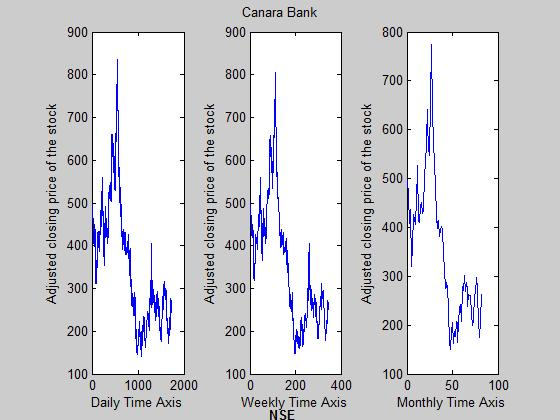 Canara Bank
900
800
700
600
500
400
300
200
100
0 1000 2000
Adjusted closing price of the stock
Daily Time Axis
900
800
700
600
500
400
300
200
100
0 200 400
Adjusted closing price of the stock
Weekly Time Axis
800
700
600
500
400
300
200
100
0 50 100
Adjusted closing price of the stock
Monthly Time Axis
NSE